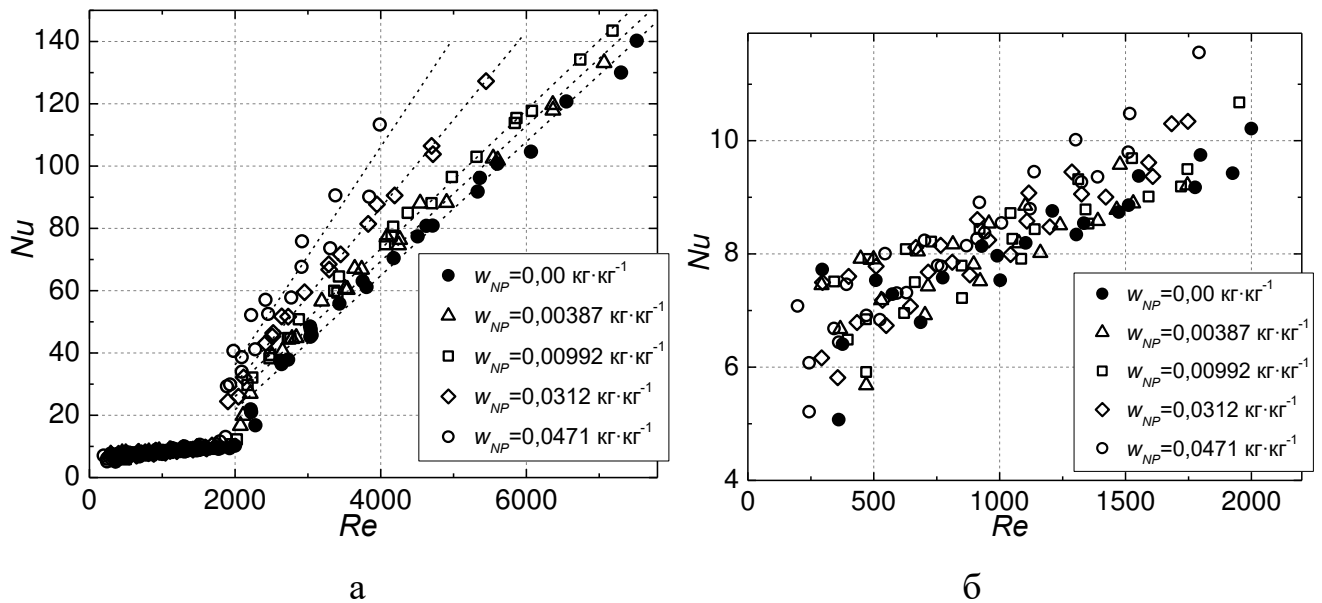 140
120
100
80
60
40
20
0
Nu
0
2000
4000
6000
Re
w_NP=0,00 кг·кг⁻¹
w_NP=0,00387 кг·кг⁻¹
w_NP=0,00992 кг·кг⁻¹
w_NP=0,0312 кг·кг⁻¹
w_NP=0,0471 кг·кг⁻¹
а
10
8
6
4
Nu
0
500
1000
1500
2000
Re
w_NP=0,00 кг·кг⁻¹
w_NP=0,00387 кг·кг⁻¹
w_NP=0,00992 кг·кг⁻¹
w_NP=0,0312 кг·кг⁻¹
w_NP=0,0471 кг·кг⁻¹
б